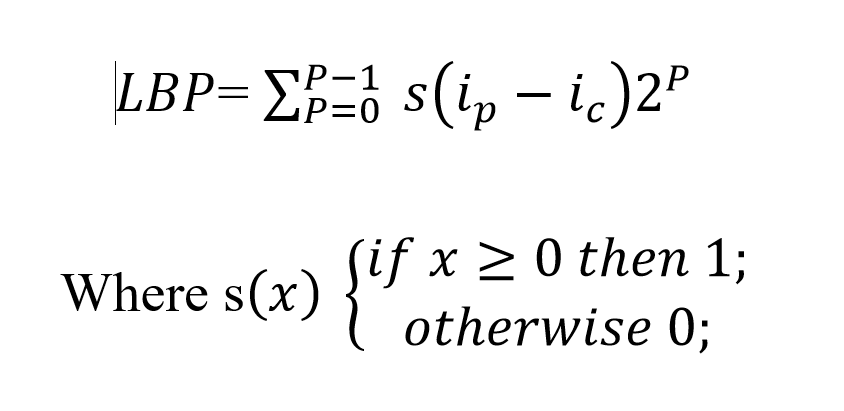 LBP= ∑_{P=0}^{P−1} s(i_p − i_c)2^P
Where s(x) {if x ≥ 0 then 1;
otherwise 0;